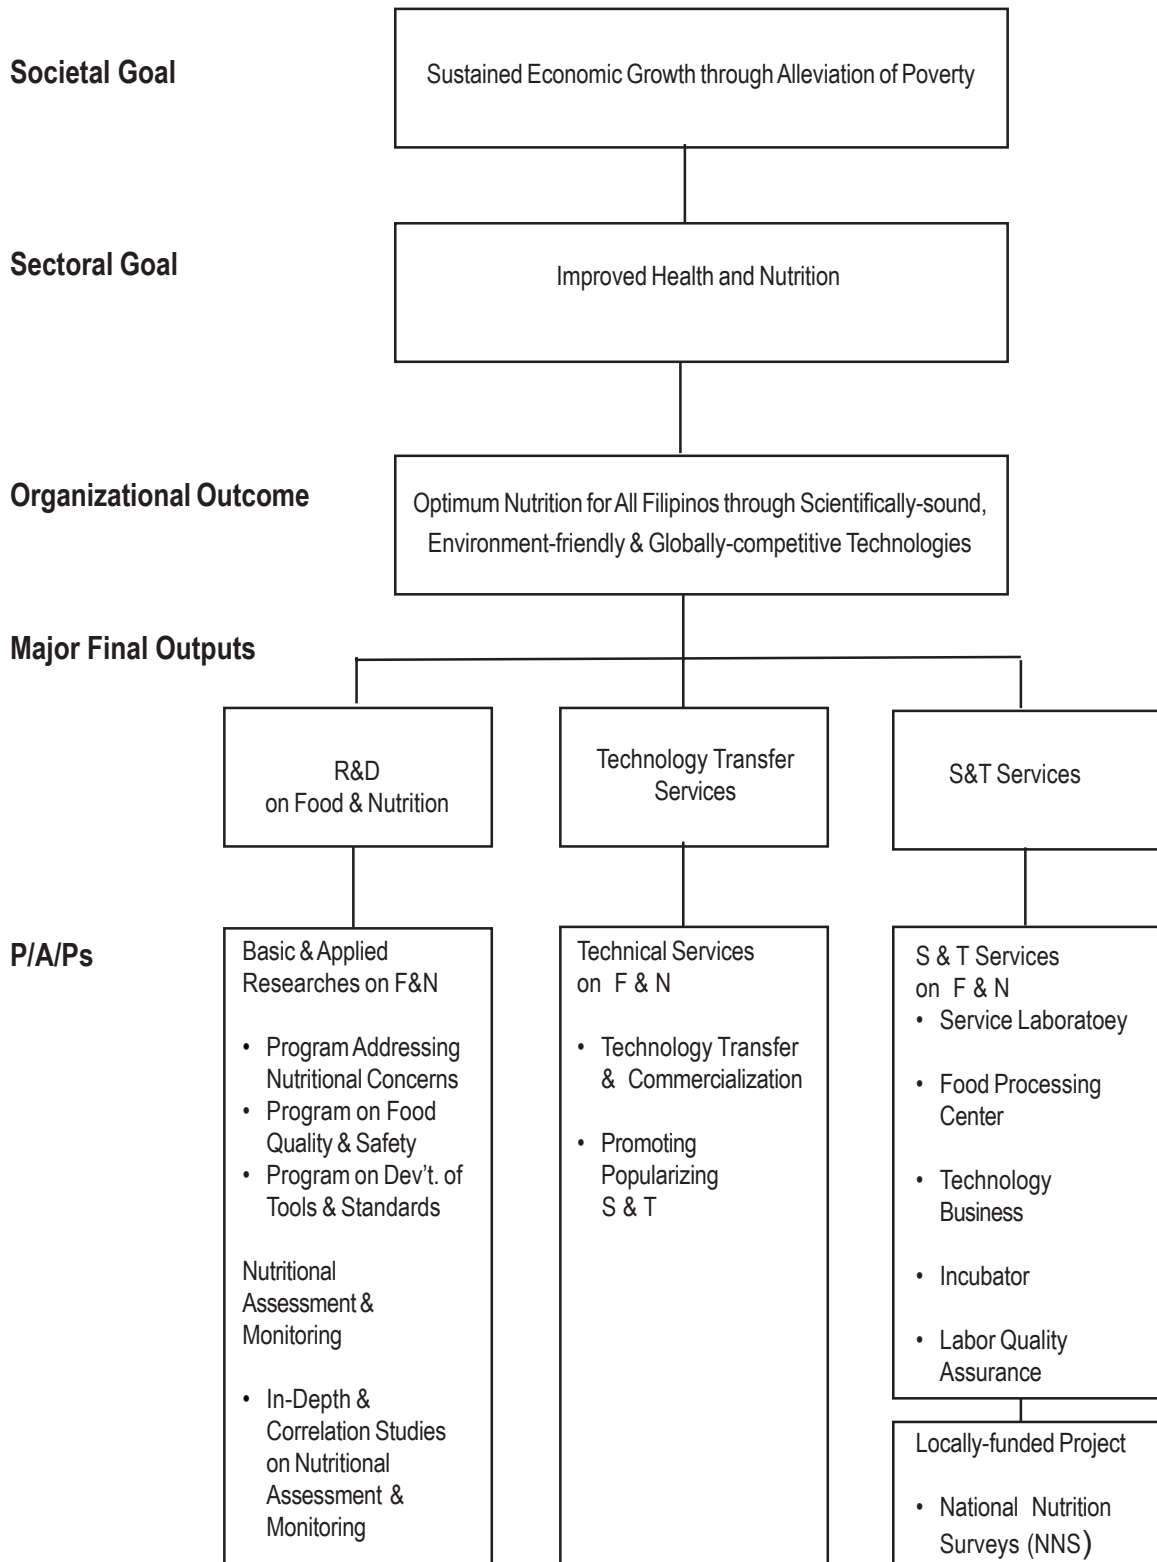 Societal Goal
Sustained Economic Growth through Alleviation of Poverty
Sectoral Goal
Improved Health and Nutrition
Organizational Outcome
Optimum Nutrition for All Filipinos through Scientifically-sound,
Environment-friendly & Globally-competitive Technologies
Major Final Outputs
R&D
on Food & Nutrition
Technology Transfer
Services
S&T Services
P/A/Ps
Basic & Applied
Researches on F&N
• Program Addressing
Nutritional Concerns
• Program on Food
Quality & Safety
• Program on Dev’t. of
Tools & Standards
Nutritional
Assessment &
Monitoring
• In-Depth &
Correlation Studies
on Nutritional
Assessment &
Monitoring
Technical Services
on F & N
• Technology Transfer
& Commercialization
• Promoting
Popularizing
S & T
S & T Services
on F & N
• Service Laboratoey
• Food Processing
Center
• Technology
Business
• Incubator
• Labor Quality
Assurance
Locally-funded Project
• National Nutrition
Surveys (NNS)